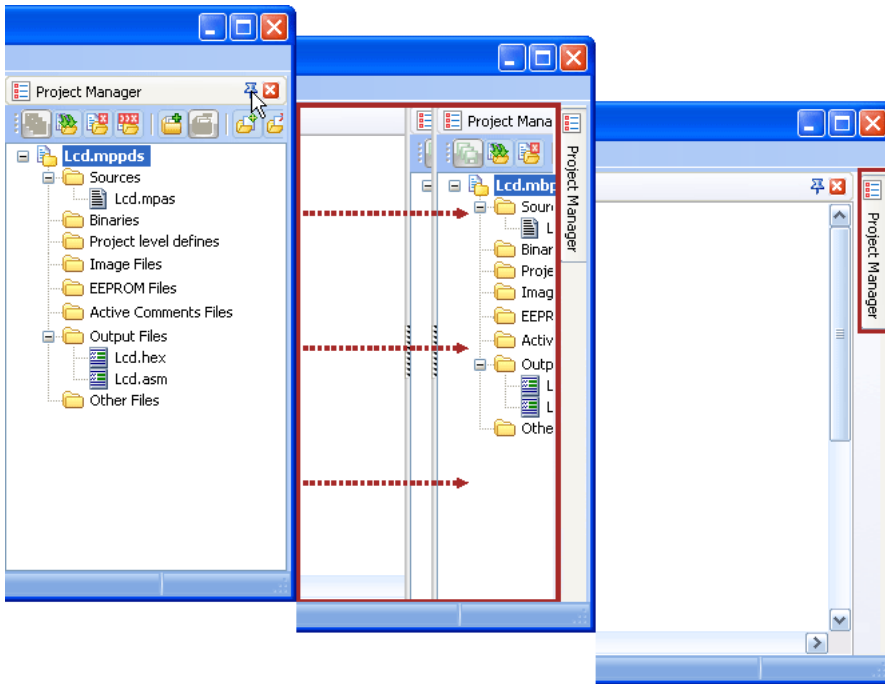 Project Manager
Lcd.mppds
Sources
Lcd.mpas
Binaries
Project level defines
Image Files
EEPROM Files
Active Comments Files
Output Files
Lcd.hex
Lcd.asm
Other Files
Project Mana
Lcd.mbp
Sour
L
Binar
Proje
Imag
EEPR
Activ
Outp
L
L
Othe
Project Manager
Project Manager